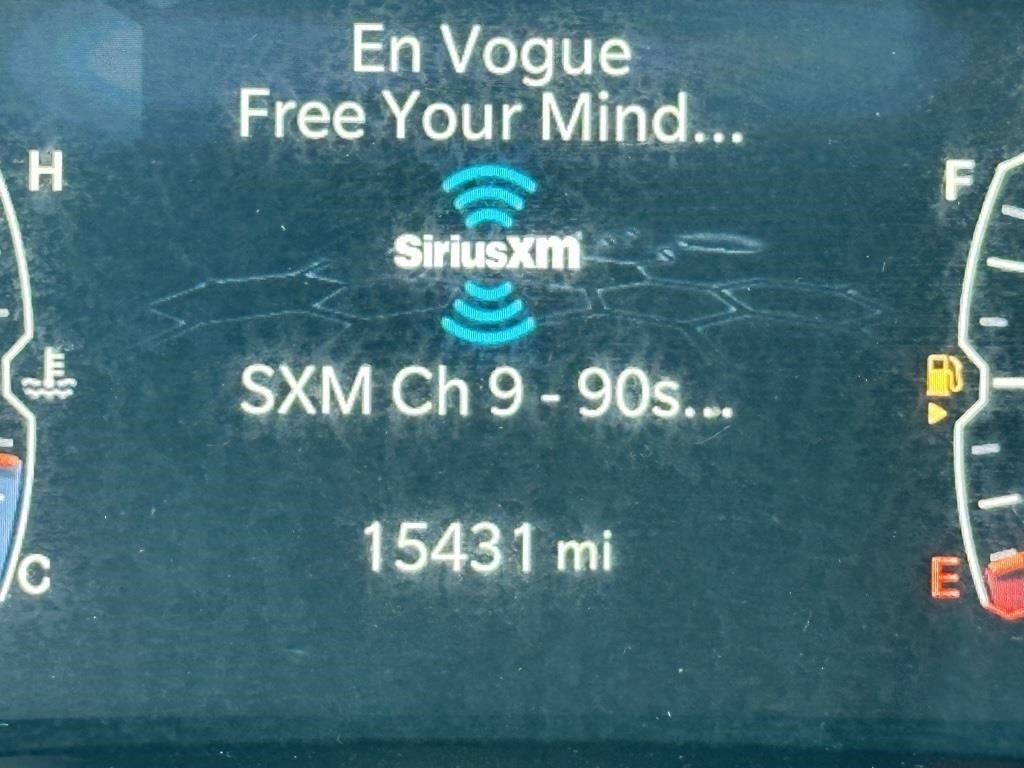 En Vogue
Free Your Mind...
H
F
SiriusXM
SXM Ch 9 - 90s...
15431 mi
C
E